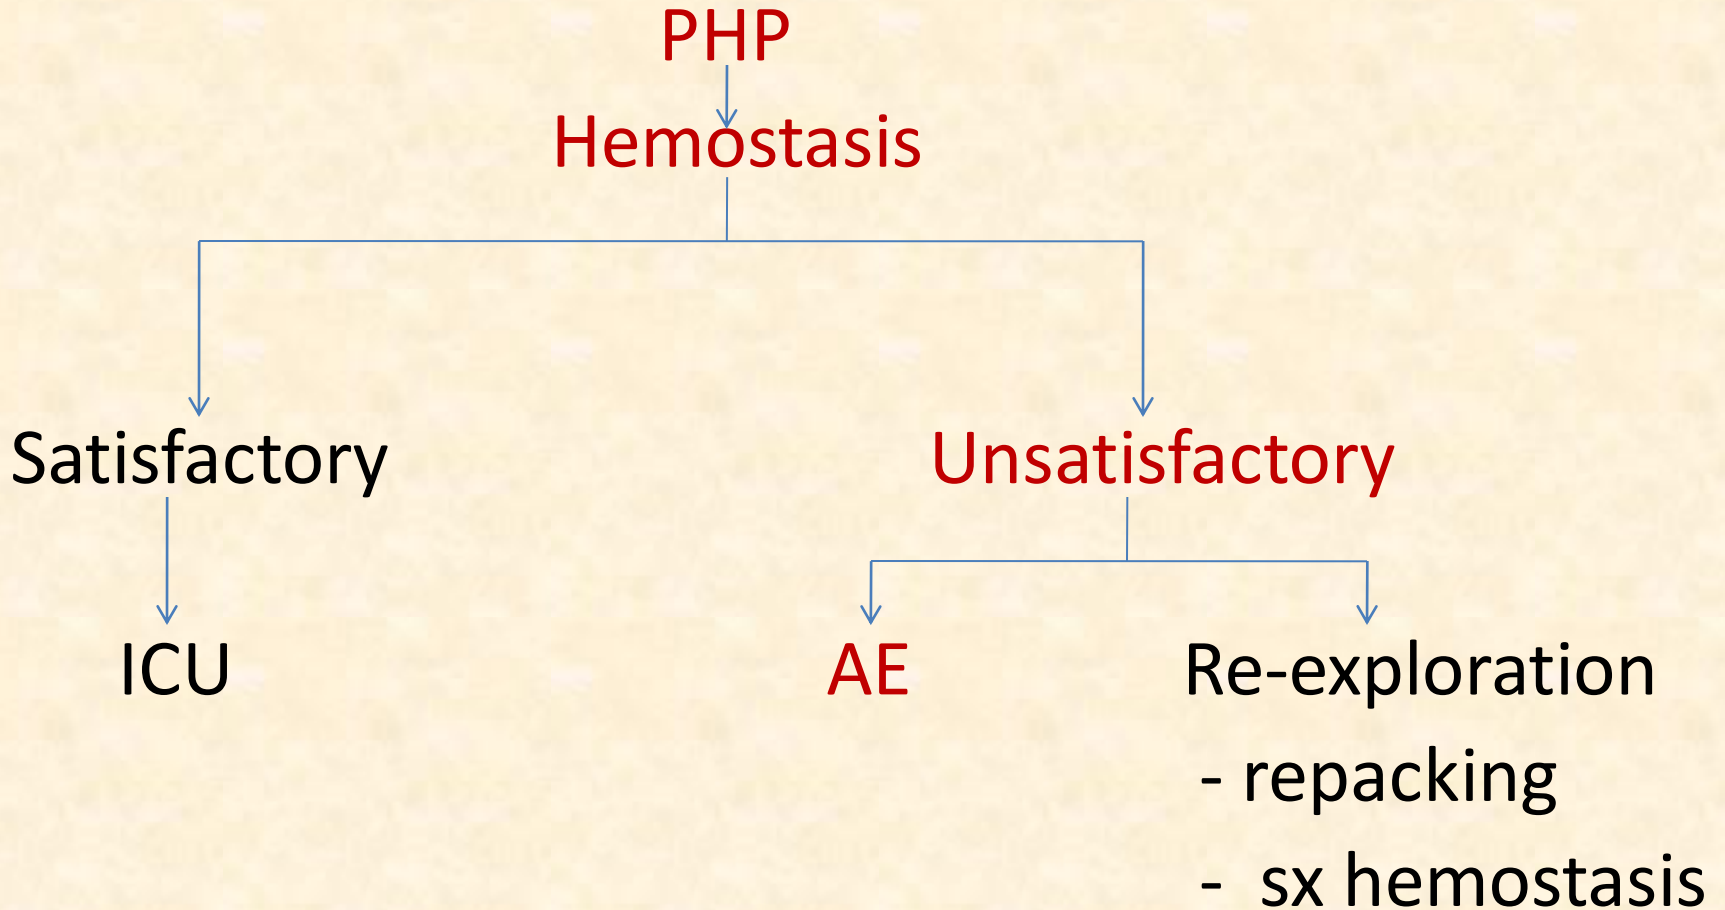 PHP
Hemostasis
Satisfactory
Unsatisfactory
ICU
AE
Re-exploration
- repacking
- sx hemostasis